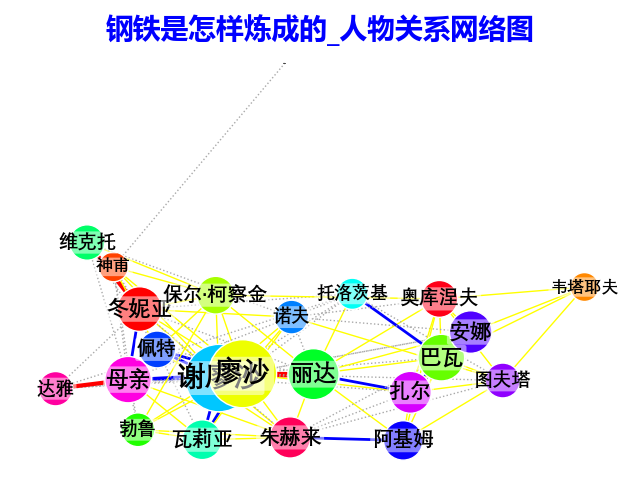 钢铁是怎样炼成的_人物关系网络图
维克托
神甫
保尔·柯察金
托洛茨基
奥库涅夫
韦塔耶夫
冬妮亚
诺夫
安娜
佩特
巴瓦
母亲
廖沙
丽达
图夫塔
达雅
扎尔
勃鲁
瓦莉亚
朱赫来
阿基姆